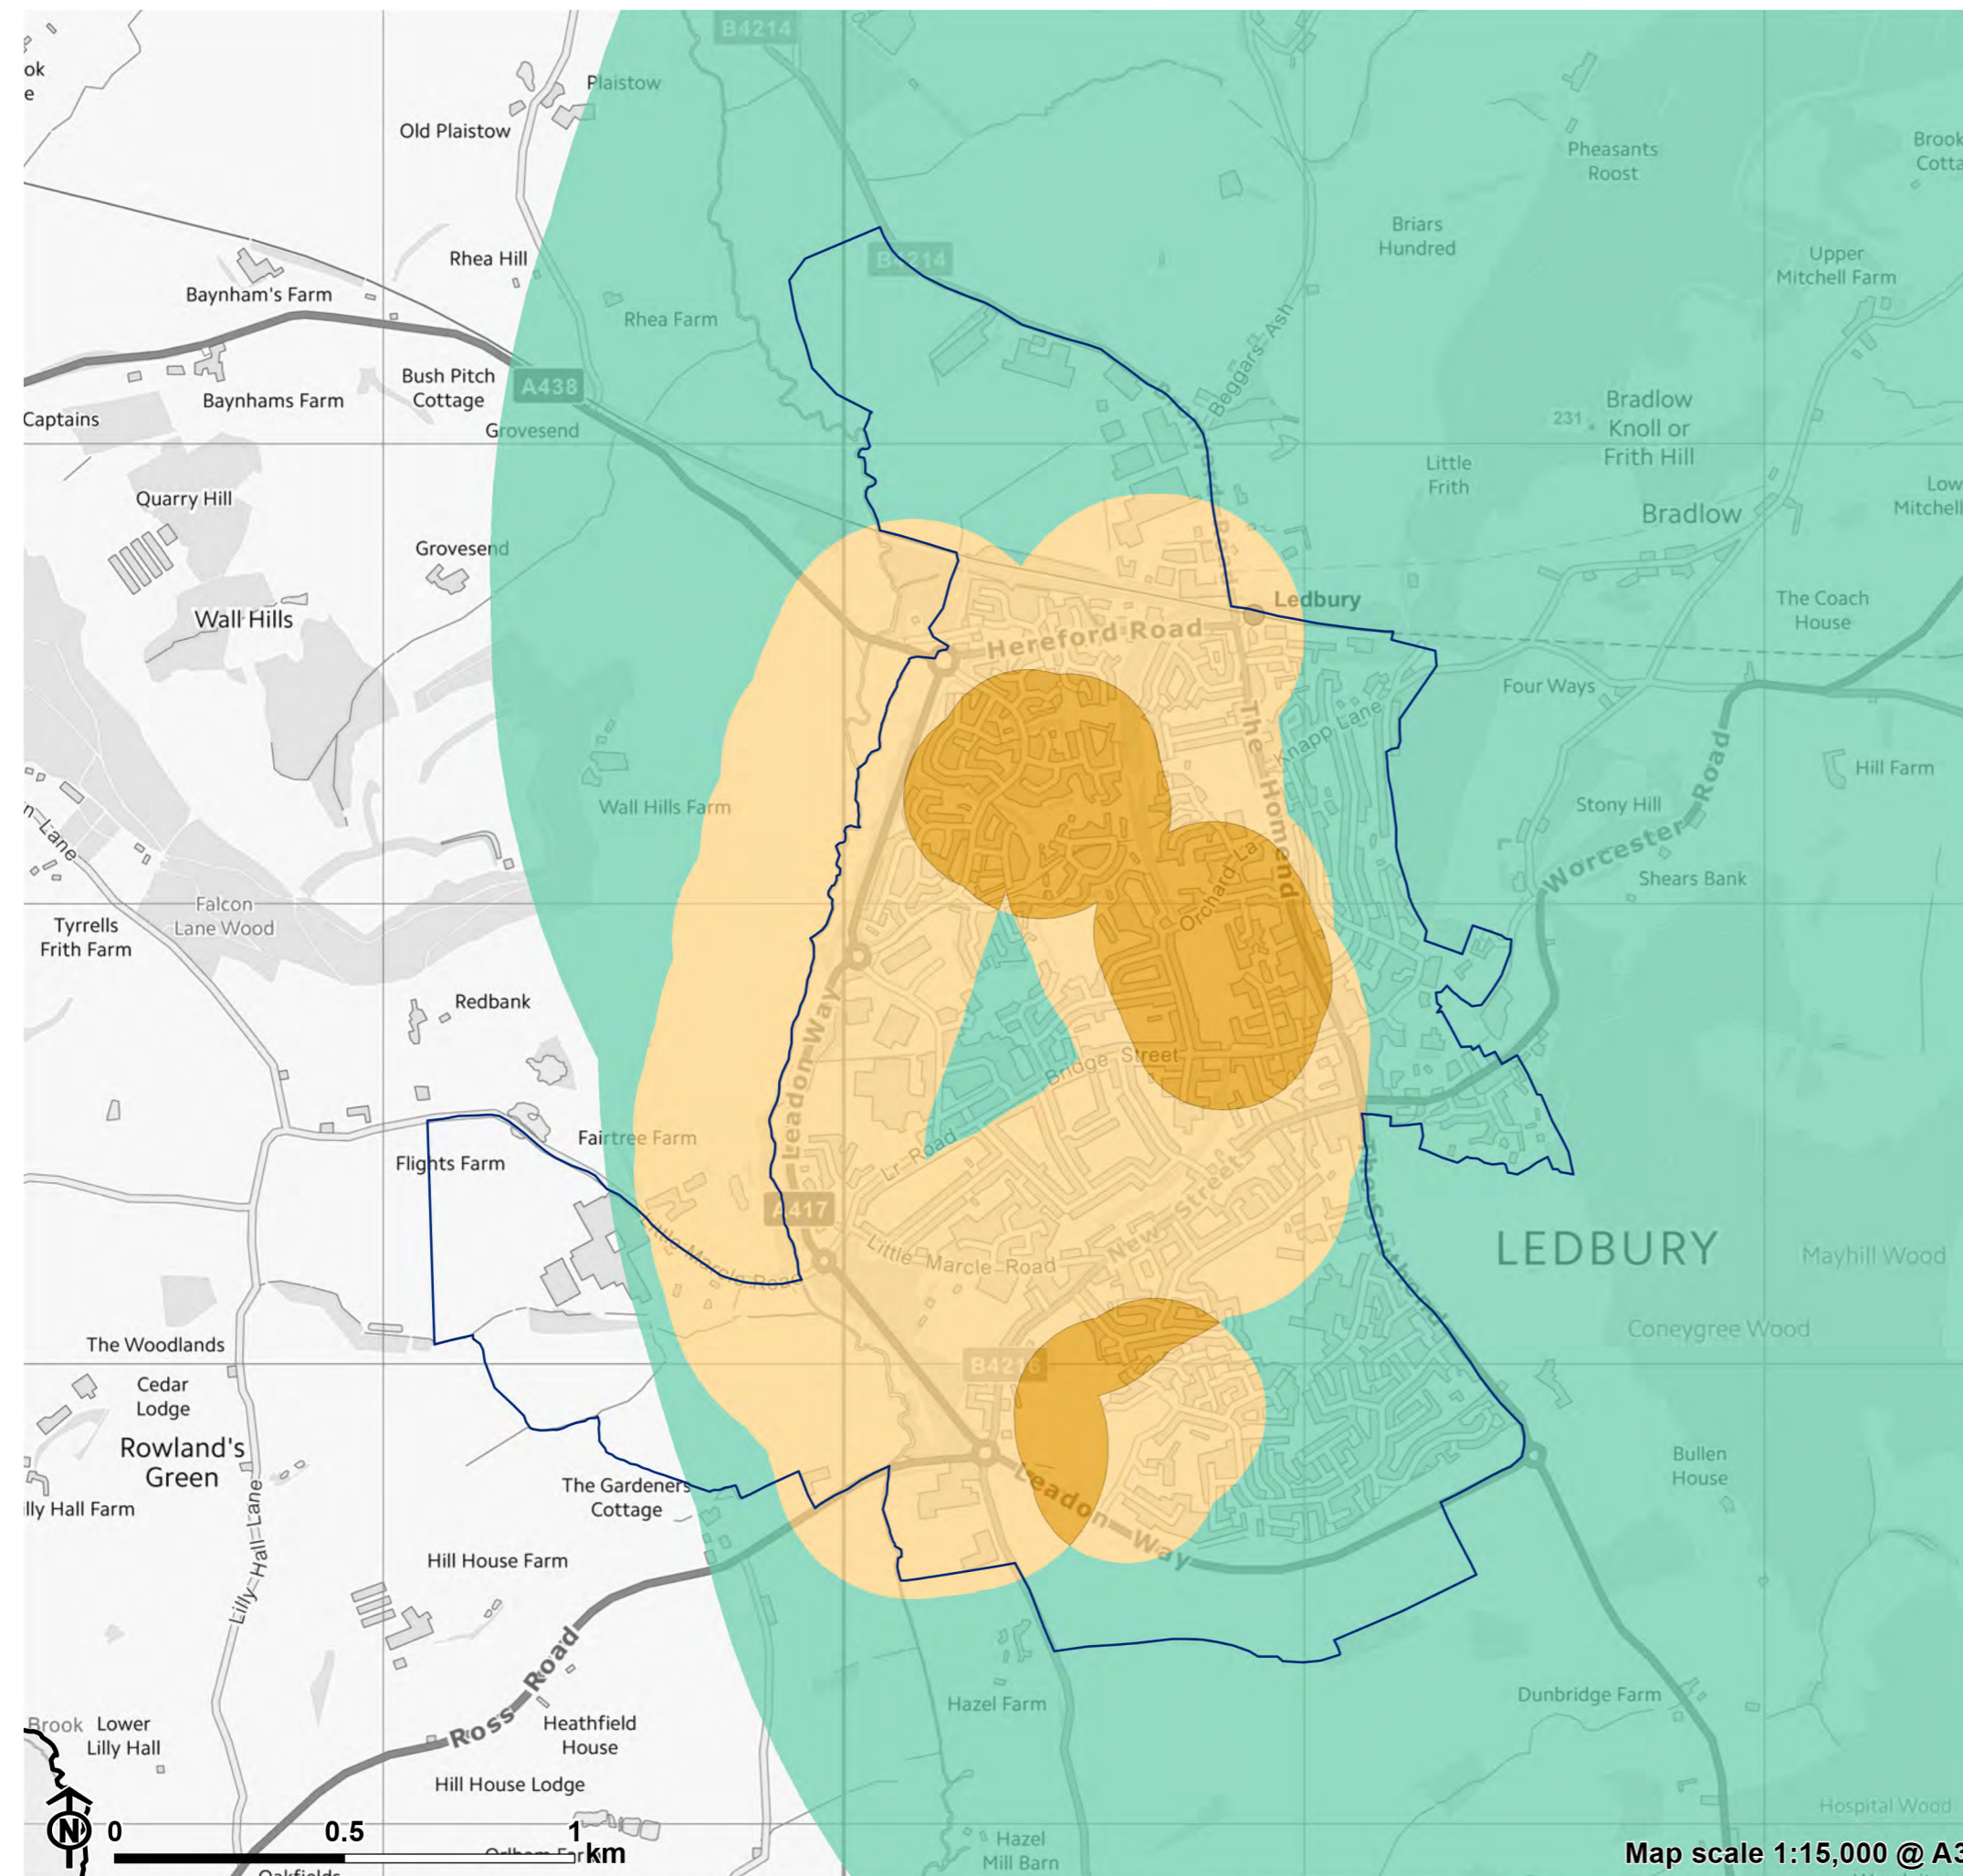 B4214
ok
e
Plaistow
Old Plaistow
Pheasants
Roost
Brook
Cotta
Briars
Hundred
Rhea Hill
B4214
Upper
Mitchell Farm
Baynham's Farm
Rhea Farm
Beggars' Ash
Bush Pitch
Cottage
A438
Baynhams Farm
Captains
Grovesend
231
Bradlow
Knoll or
Frith Hill
Little
Frith
Low
Mitchell
Quarry Hill
Bradlow
Grovesend
Wall Hills
Ledbury
The Coach
House
Hereford Road
Four Ways
Knapp Lane
The Homend
Hill Farm
Wall Hills Farm
Stony Hill
Worcester Road
n Lane
Orchard La
Shears Bank
Falcon
Lane Wood
Tyrrells
Frith Farm
Redbank
Leadon Way
Bridge Street
Fairtree Farm
Lr Road
Flights Farm
A417
New Street
The Southend
Little Marcle Road
Little Marcle Road
LEDBURY
Mayhill Wood
Coneygree Wood
The Woodlands
B4216
Cedar
Lodge
Rowland's
Green
Bullen
House
The Gardeners
Cottage
Leadon Way
illy Hall Farm
Lilly Hall Lane
Hill House Farm
Ross Road
Hazel Farm
Dunbridge Farm
Brook
Lower
Lilly Hall
Heathfield
House
Hill House Lodge
Hospital Wood
N
0 0.5 1 km
Hazel
Mill Barn
Map scale 1:15,000 @ A3